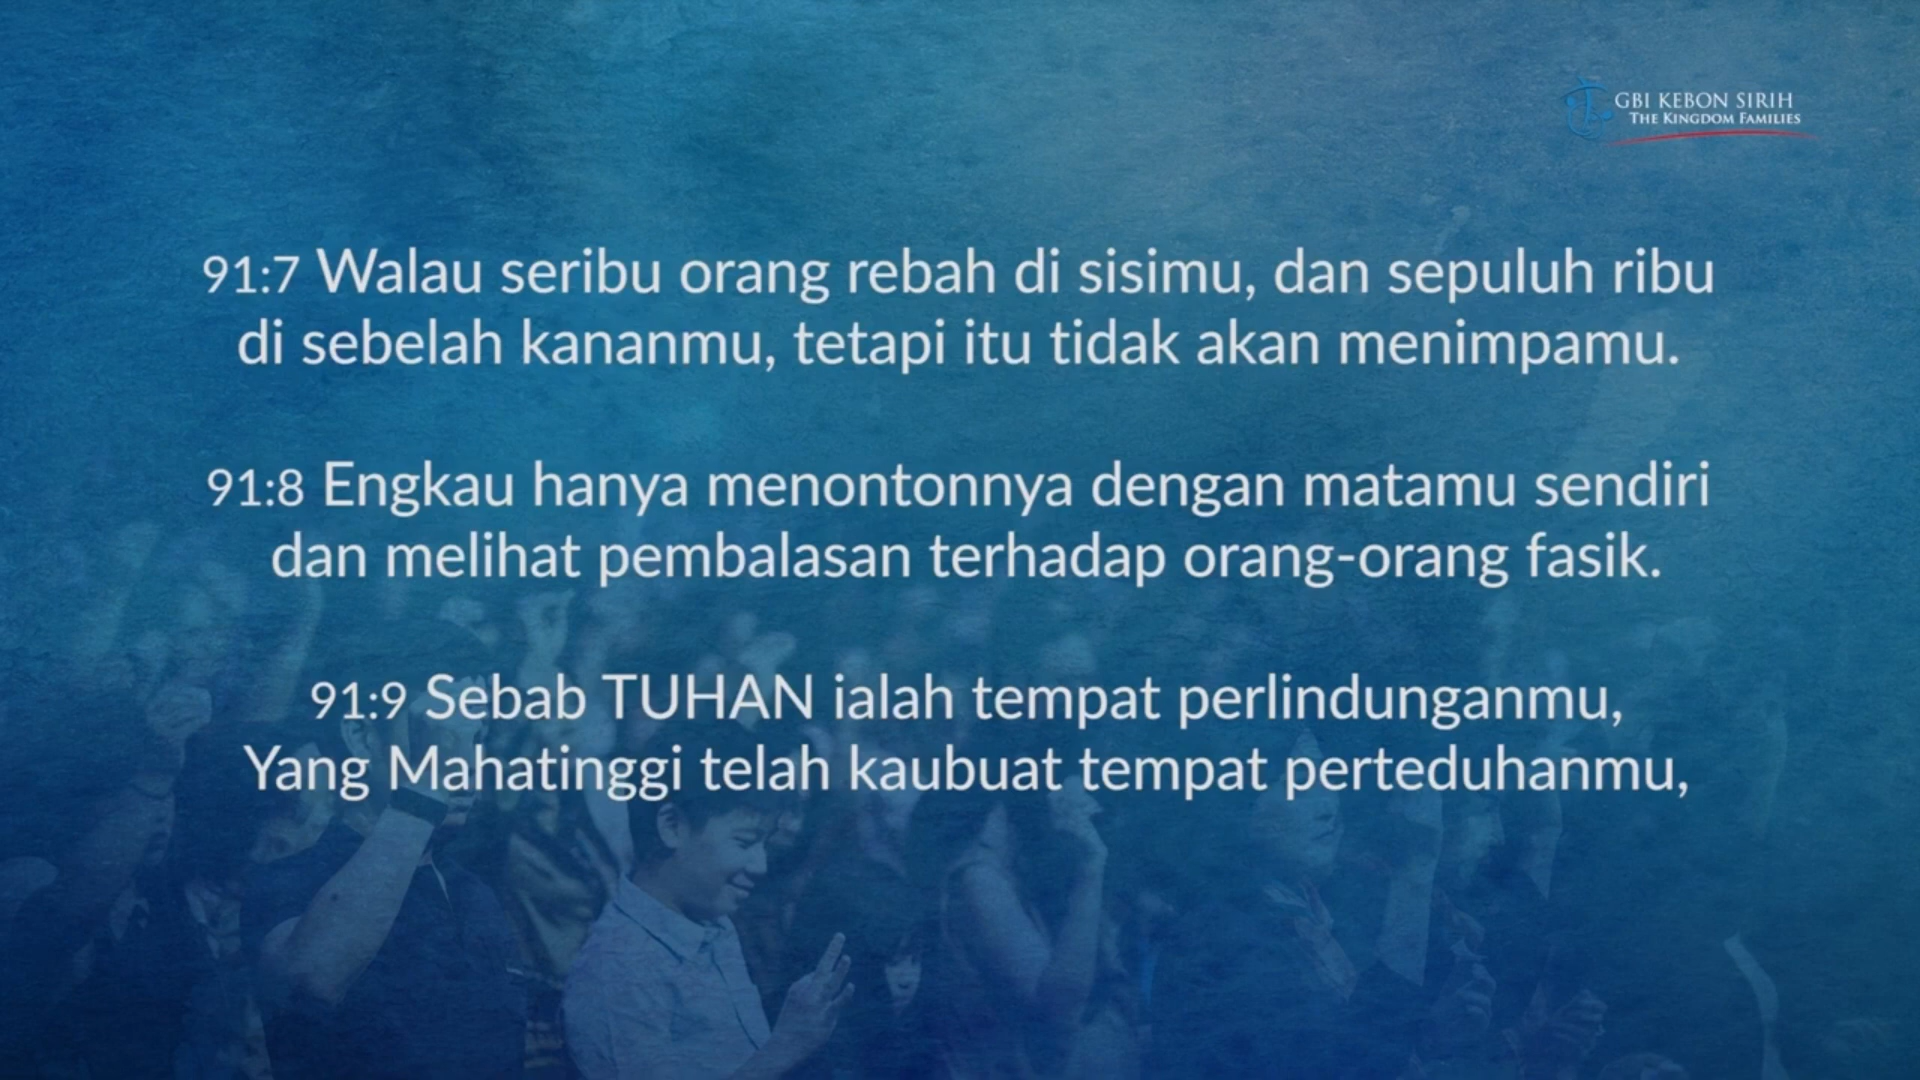 GBI KEBON SIRIH
THE KINGDOM FAMILIES
91:7 Walau seribu orang rebah di sisimu, dan sepuluh ribu
di sebelah kananmu, tetapi itu tidak akan menimpamu.
91:8 Engkau hanya menontonnya dengan matamu sendiri
dan melihat pembalasan terhadap orang-orang fasik.
91:9 Sebab TUHAN ialah tempat perlindunganmu,
Yang Mahatinggi telah kaubuat tempat perteduhanmu,